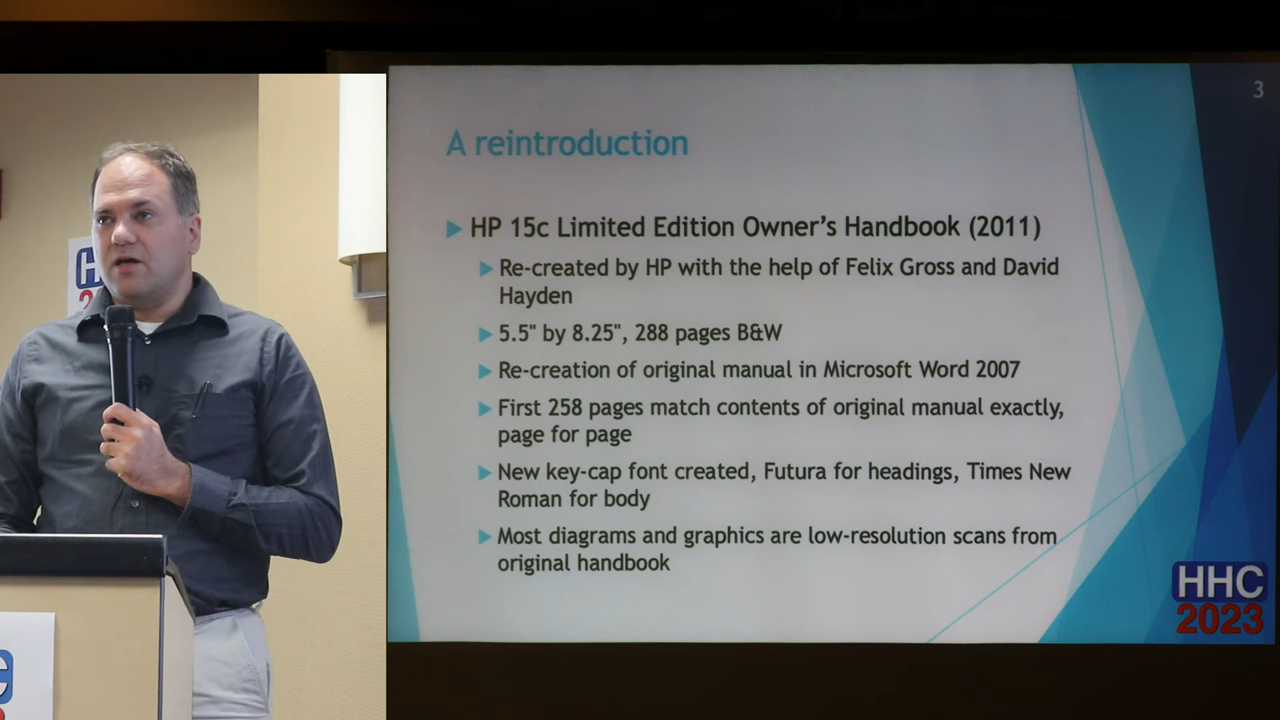 3
A reintroduction
HP 15c Limited Edition Owner's Handbook (2011)
Re-created by HP with the help of Felix Gross and David
Hayden
5.5" by 8.25", 288 pages B&W
Re-creation of original manual in Microsoft Word 2007
First 258 pages match contents of original manual exactly,
page for page
New key-cap font created, Futura for headings, Times New
Roman for body
Most diagrams and graphics are low-resolution scans from
original handbook
HHC
2023
H
2
C